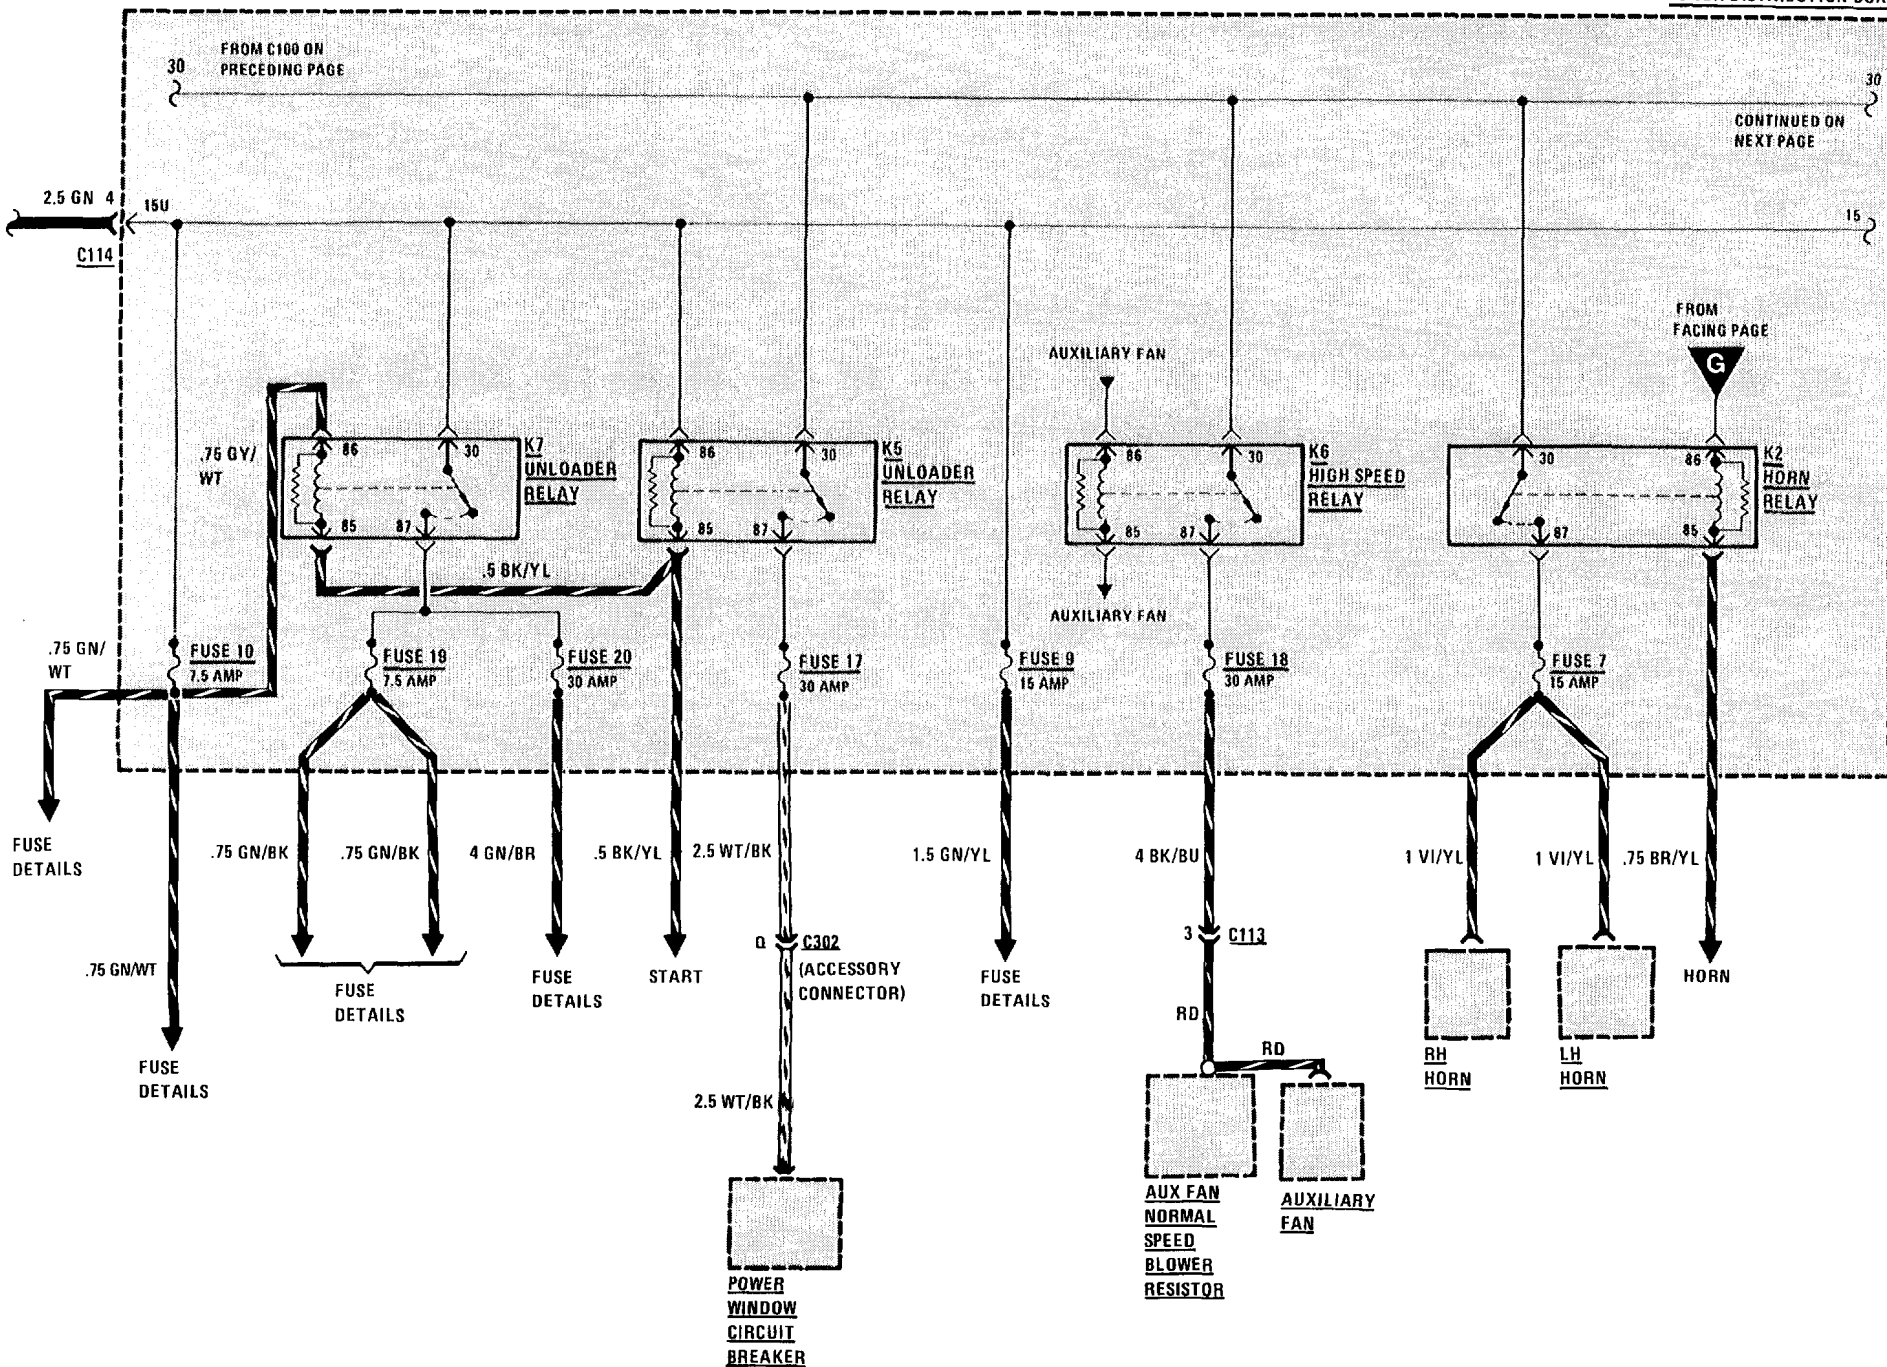 DISTRIBUTION BOX
FROM C100 ON
PRECEDING PAGE
30
30
CONTINUED ON
NEXT PAGE
2.5 GN 4
15U
15
C114
FROM
FACING PAGE
G
AUXILIARY FAN
.75 GY/
WT
86
30
K7
UNLOADER
RELAY
85
87
86
30
K5
UNLOADER
RELAY
85
87
86
30
K6
HIGH SPEED
RELAY
85
87
30
86
K2
HORN
RELAY
87
85
.5 BK/YL
AUXILIARY FAN
.75 GN/
WT
FUSE 10
7.5 AMP
FUSE 19
7.5 AMP
FUSE 20
30 AMP
FUSE 17
30 AMP
FUSE 9
15 AMP
FUSE 18
30 AMP
FUSE 7
15 AMP
FUSE
DETAILS
.75 GN/BK
.75 GN/BK
4 GN/BR
.5 BK/YL
2.5 WT/BK
1.5 GN/YL
4 BK/BU
1 VI/YL
1 VI/YL
.75 BR/YL
.75 GN/WT
FUSE
DETAILS
FUSE
DETAILS
START
D
C302
(ACCESSORY
CONNECTOR)
FUSE
DETAILS
3
C113
HORN
RD
RD
FUSE
DETAILS
RH
HORN
LH
HORN
2.5 WT/BK
AUX FAN
NORMAL
SPEED
BLOWER
RESISTOR
AUXILIARY
FAN
POWER
WINDOW
CIRCUIT
BREAKER